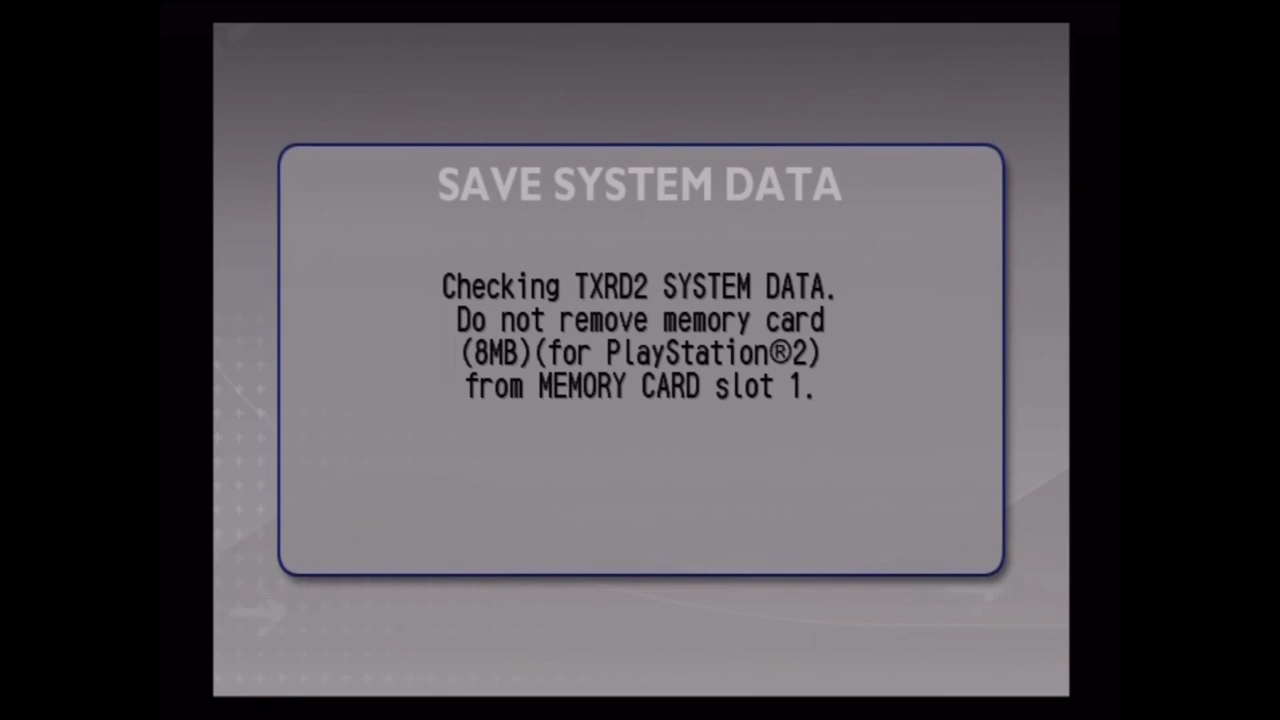 SAVE SYSTEM DATA
Checking TXRD2 SYSTEM DATA.
Do not remove memory card
(8MB)(for PlayStation®2)
from MEMORY CARD slot 1.